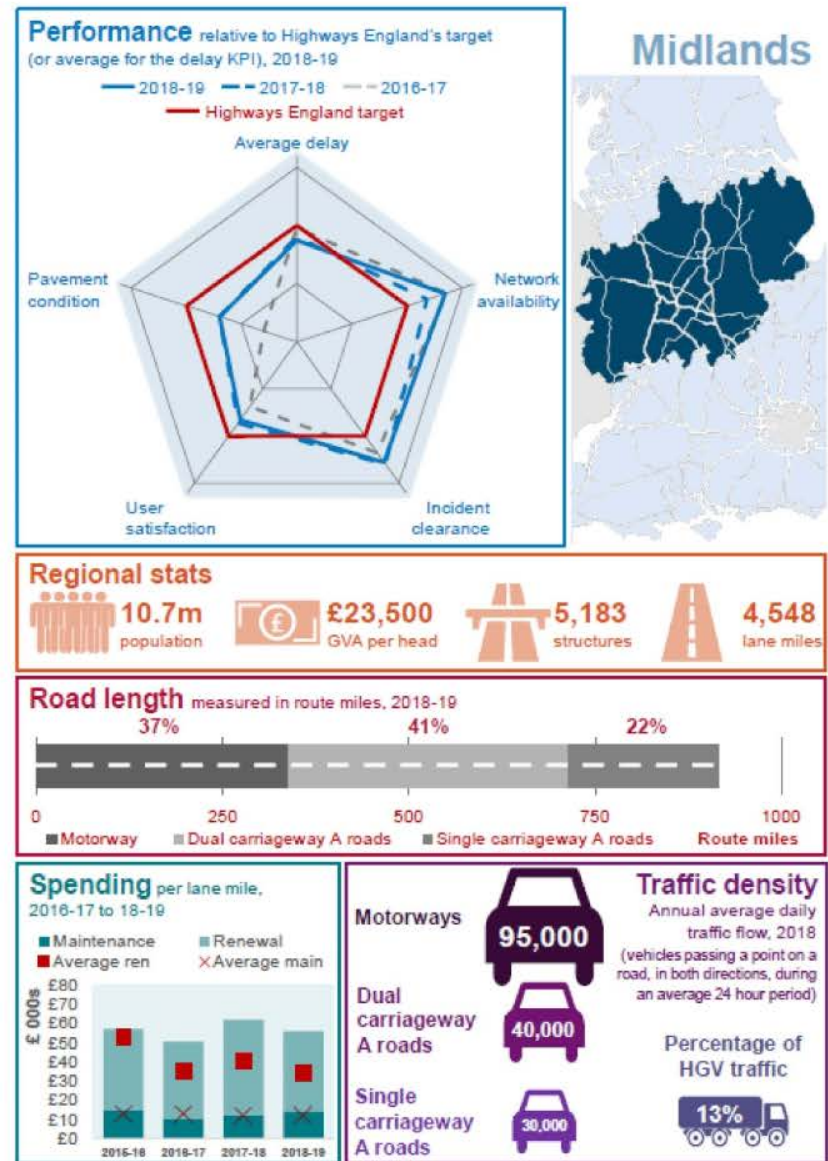 Performance relative to Highways England's target
(or average for the delay KPI), 2018-19
2018-19 2017-18 2016-17
Highways England target
Average delay
Pavement
condition
Network
availability
User
satisfaction
Incident
clearance
Midlands
Regional stats
10.7m
population
£
£23,500
GVA per head
5,183
structures
4,548
lane miles
Road length measured in route miles, 2018-19
37% 41% 22%
0 250 500 750 1000
Motorway Dual carriageway A roads Single carriageway A roads Route miles
Spending per lane mile,
2016-17 to 18-19
Maintenance Renewal
Average ren Average main
£ 000s
£80
£70
£60
£50
£40
£30
£20
£10
£0
2015-16 2016-17 2017-18 2018-19
Traffic density
Annual average daily
traffic flow, 2018
(vehicles passing a point on a
road, in both directions, during
an average 24 hour period)
Motorways
95,000
Dual
carriageway
A roads
40,000
Single
carriageway
A roads
30,000
Percentage of
HGV traffic
13%